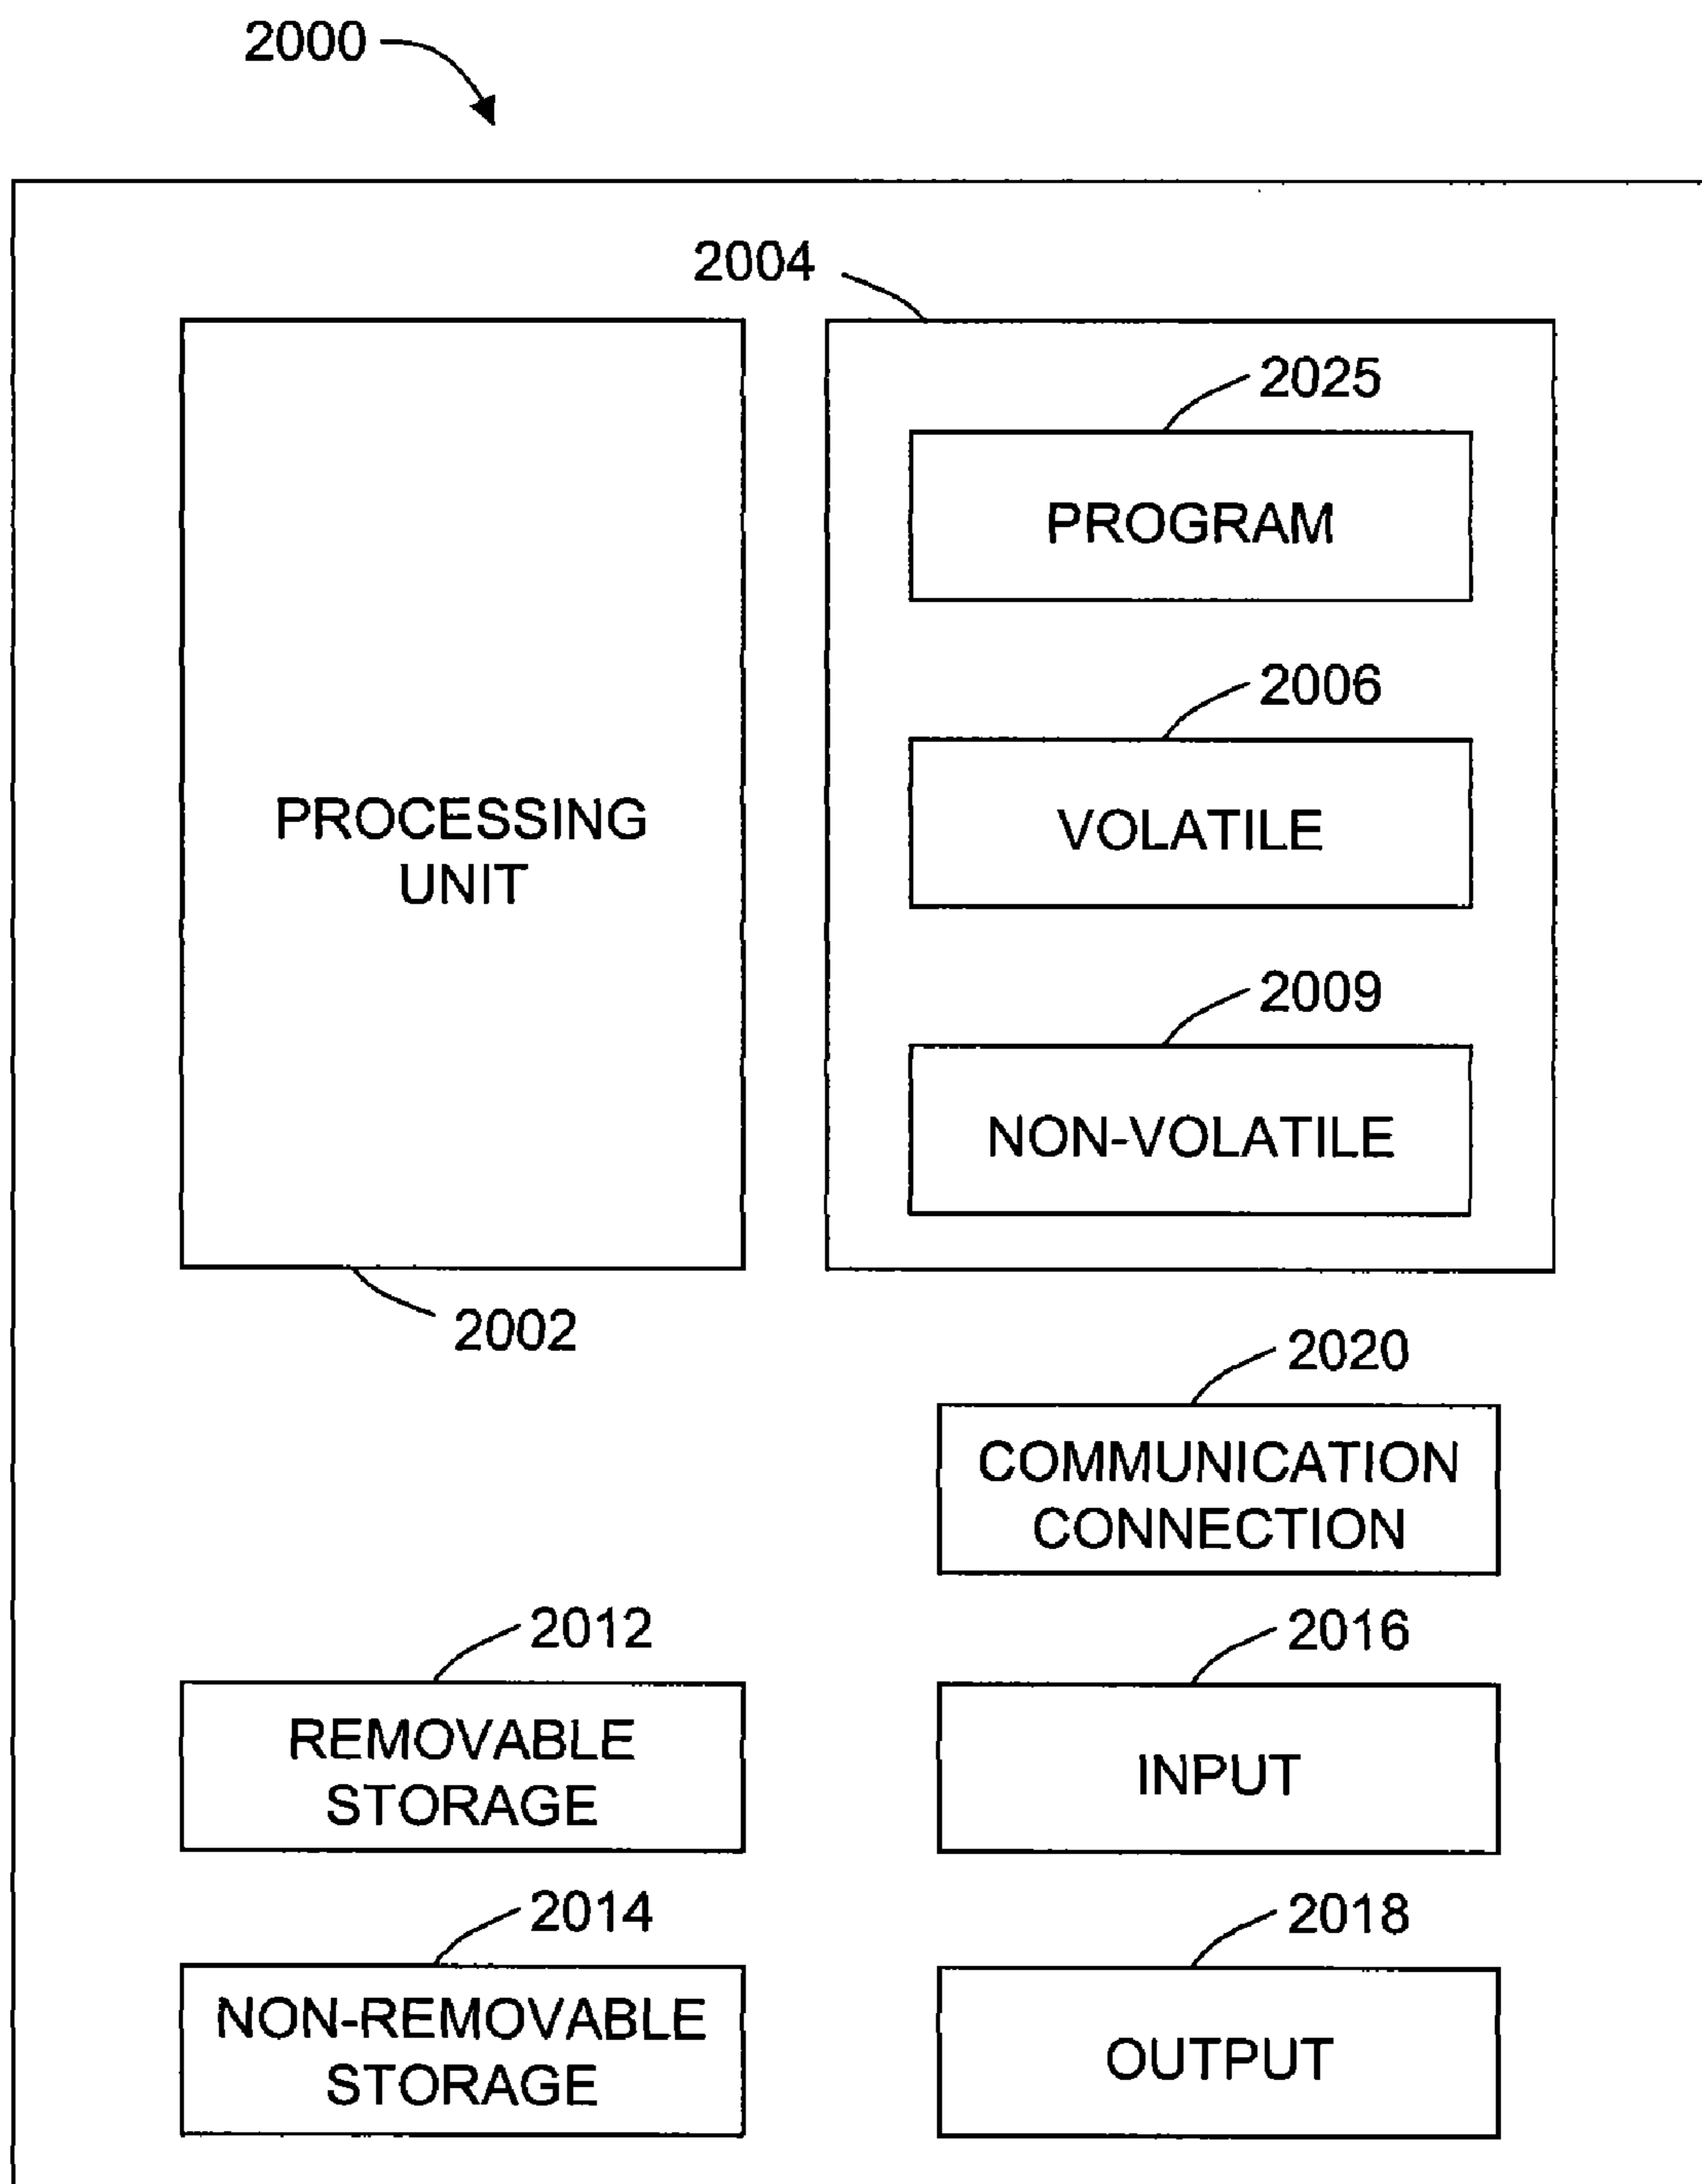 2000
2004
2025
PROGRAM
2006
VOLATILE
PROCESSING
UNIT
2009
NON-VOLATILE
2002
2020
COMMUNICATION
CONNECTION
2012
REMOVABLE
STORAGE
2016
INPUT
2014
NON-REMOVABLE
STORAGE
2018
OUTPUT